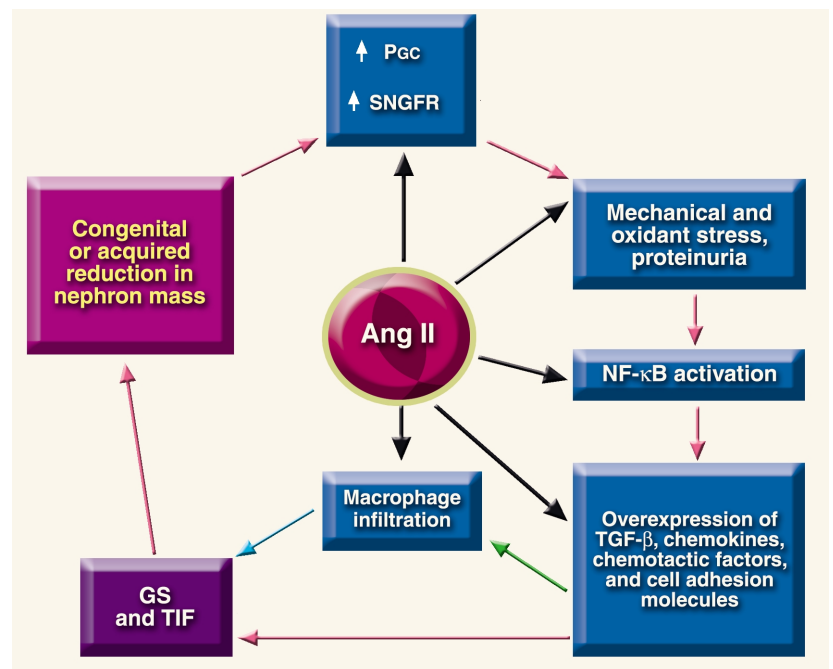 ↑ PGC
↑ SNGFR
Congenital
or acquired
reduction in
nephron mass
Mechanical and
oxidant stress,
proteinuria
Ang II
NF-κB activation
Macrophage
infiltration
Overexpression of
TGF-β, chemokines,
chemotactic factors,
and cell adhesion
molecules
GS
and TIF